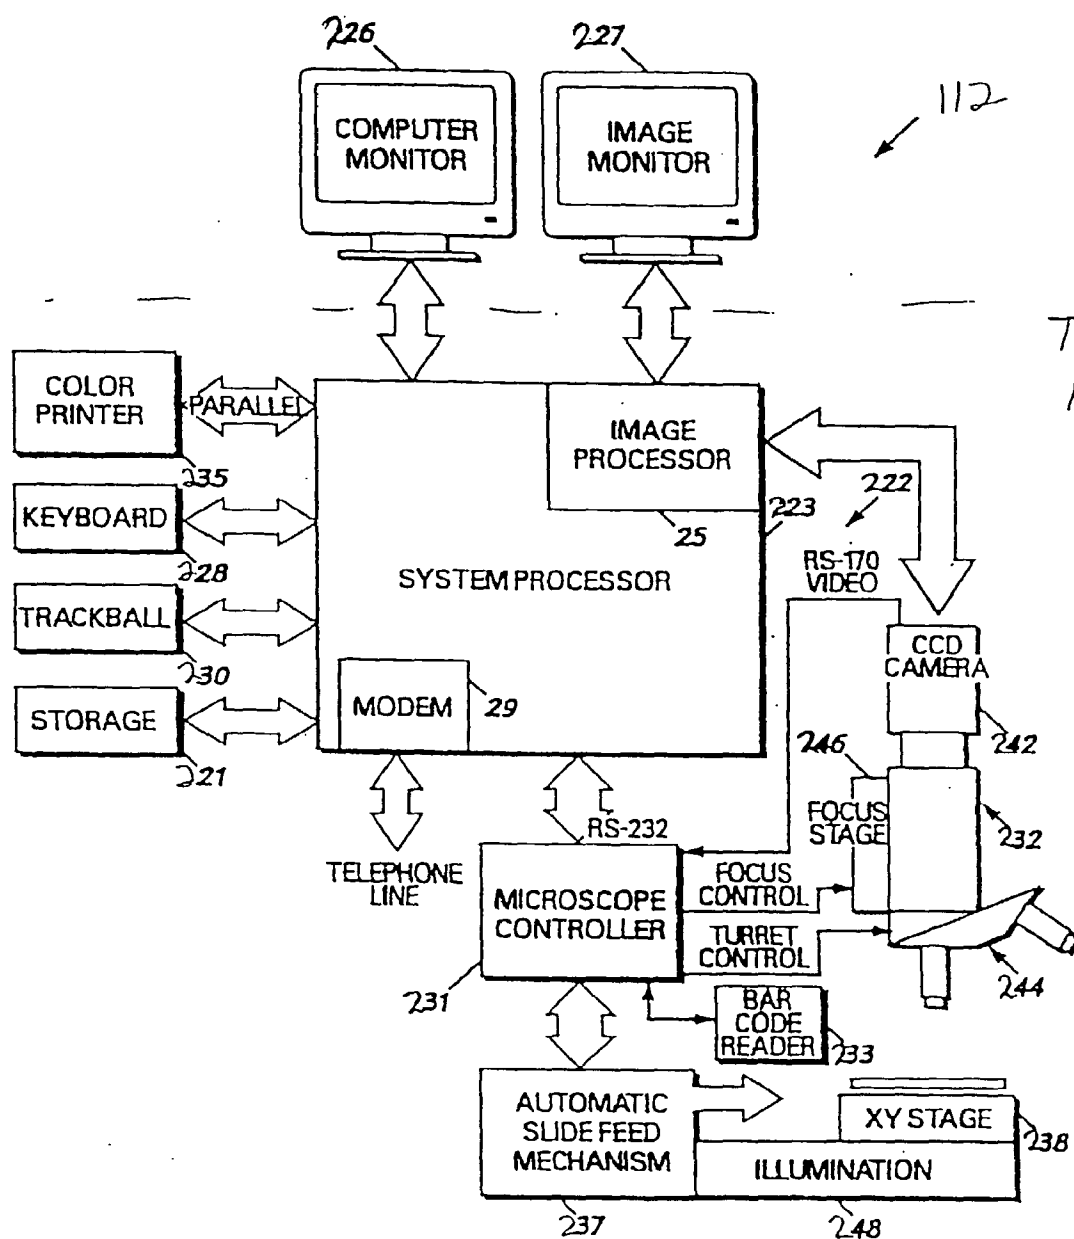 226
227
112
COMPUTER
MONITOR
IMAGE
MONITOR
COLOR
PRINTER
PARALLEL
235
IMAGE
PROCESSOR
25
223
222
KEYBOARD
228
SYSTEM PROCESSOR
RS-170
VIDEO
TRACKBALL
230
CCD
CAMERA
242
STORAGE
221
MODEM
29
246
FOCUS
STAGE
232
RS-232
TELEPHONE
LINE
MICROSCOPE
CONTROLLER
231
FOCUS
CONTROL
TURRET
CONTROL
244
BAR
CODE
READER
233
AUTOMATIC
SLIDE FEED
MECHANISM
237
XY STAGE
238
ILLUMINATION
248